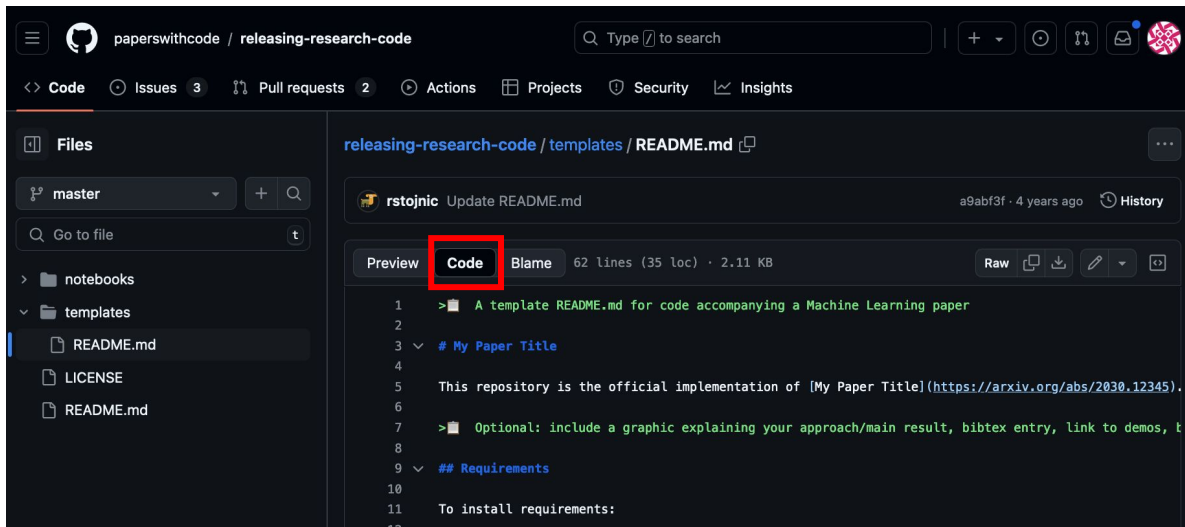 paperswithcode / releasing-research-code
Type / to search
Code
Issues 3
Pull requests 2
Actions
Projects
Security
Insights
Files
master
Go to file
t
notebooks
templates
README.md
LICENSE
README.md
releasing-research-code / templates / README.md
rstojnic Update README.md
a9abf3f · 4 years ago
History
Preview
Code
Blame
62 lines (35 loc) · 2.11 KB
Raw
1 >📋 A template README.md for code accompanying a Machine Learning paper
2
3 # My Paper Title
4
5 This repository is the official implementation of [My Paper Title](https://arxiv.org/abs/2030.12345).
6
7 >📋 Optional: include a graphic explaining your approach/main result, bibtex entry, link to demos,
8
9 ## Requirements
10
11 To install requirements: